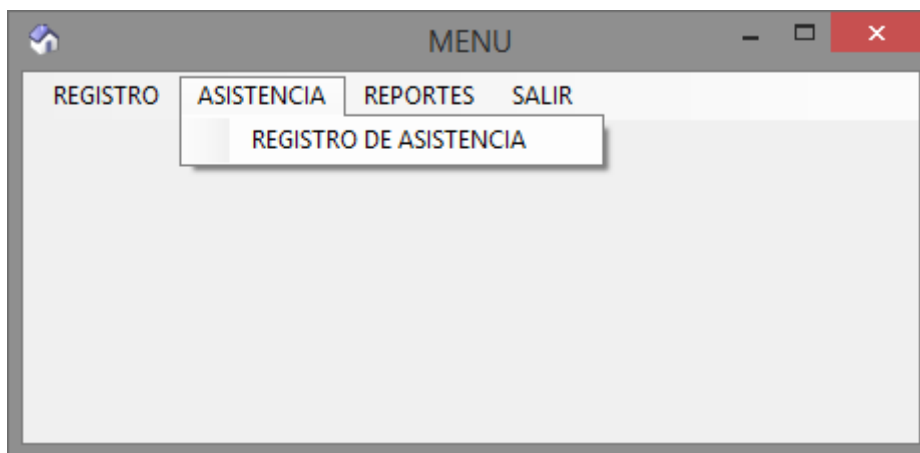 MENU
REGISTRO ASISTENCIA REPORTES SALIR
REGISTRO DE ASISTENCIA